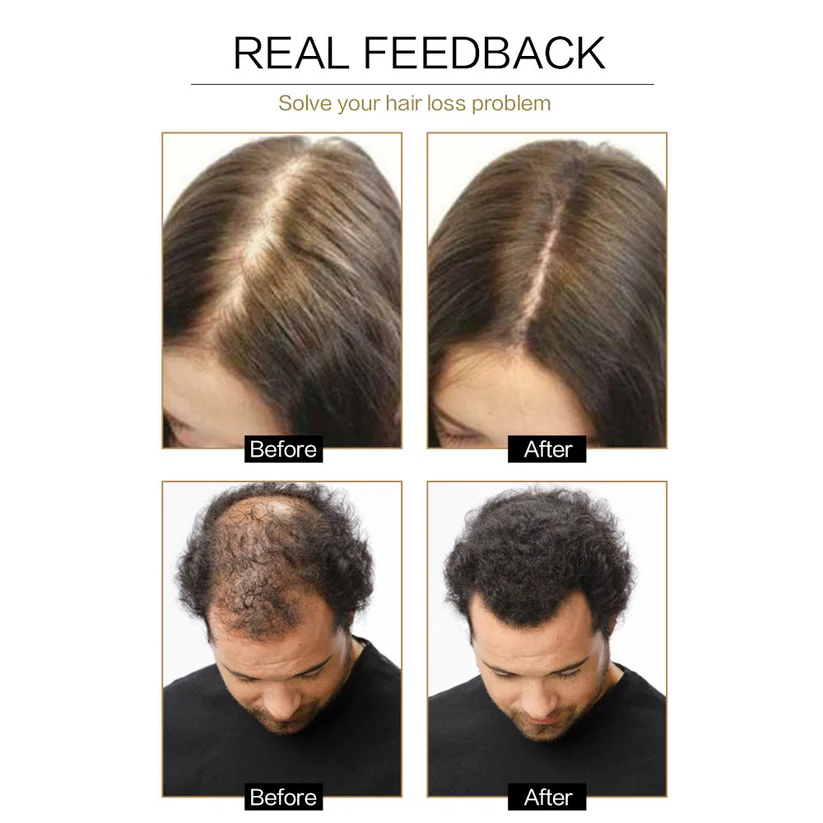 REAL FEEDBACK
Solve your hair loss problem
Before
After
Before
After